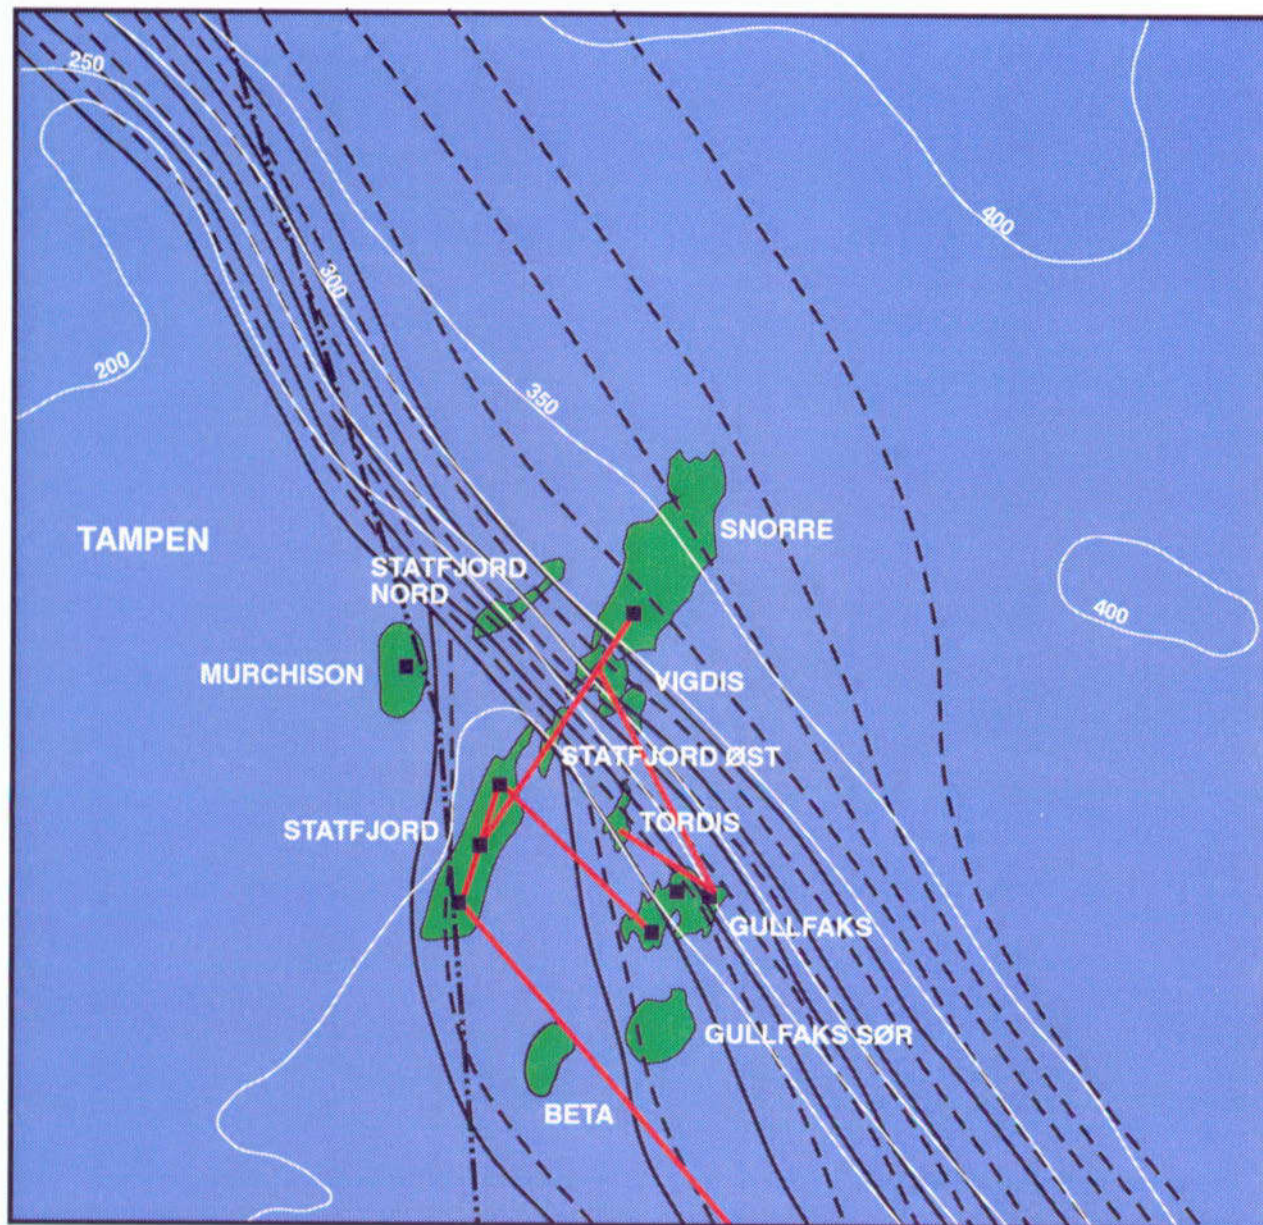 250
400
300
200
350
SNORRE
TAMPEN
STATFJORD
NORD
400
MURCHISON
VIGDIS
STATFJORD ØST
TORDIS
STATFJORD
GULLFAKS
GULLFAKS SØR
BETA